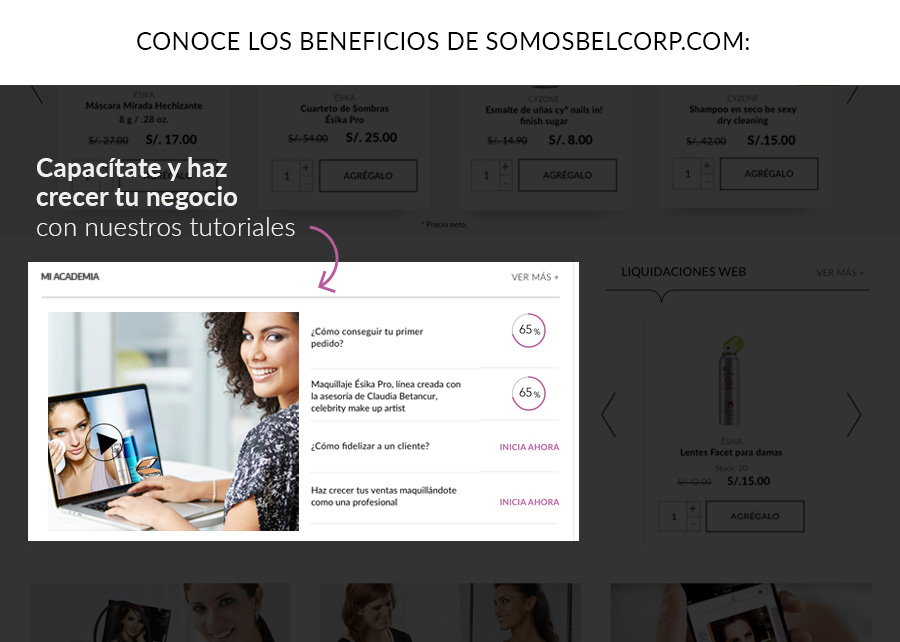 CONOCE LOS BENEFICIOS DE SOMOSBELCORP.COM:
ÉSIKA
Máscara Mirada Hechizante
8 g / .28 oz.
S/. 27.00 S/. 17.00
1 + -
AGRÉGALO
ÉSIKA
Cuarteto de Sombras
Ésika Pro
S/. 54.00 S/. 25.00
1 + -
AGRÉGALO
CYZONE
Esmalte de uñas cy° nails in!
finish sugar
S/. 14.90 S/. 8.00
1 + -
AGRÉGALO
CYZONE
Shampoo en seco be sexy
dry cleaning
S/. 42.00 S/.15.00
1 + -
AGRÉGALO
* Precio neto.
Capacítate y haz
crecer tu negocio
con nuestros tutoriales
MI ACADEMIA
VER MÁS +
¿Cómo conseguir tu primer
pedido?
65 %
Maquillaje Ésika Pro, línea creada con
la asesoría de Claudia Betancur,
celebrity make up artist
65 %
¿Cómo fidelizar a un cliente?
INICIA AHORA
Haz crecer tus ventas maquillándote
como una profesional
INICIA AHORA
LIQUIDACIONES WEB
VER MÁS +
ÉSIKA
Lentes Facet para damas
Stock: 20
S/. 42.00 S/.15.00
1 + -
AGRÉGALO